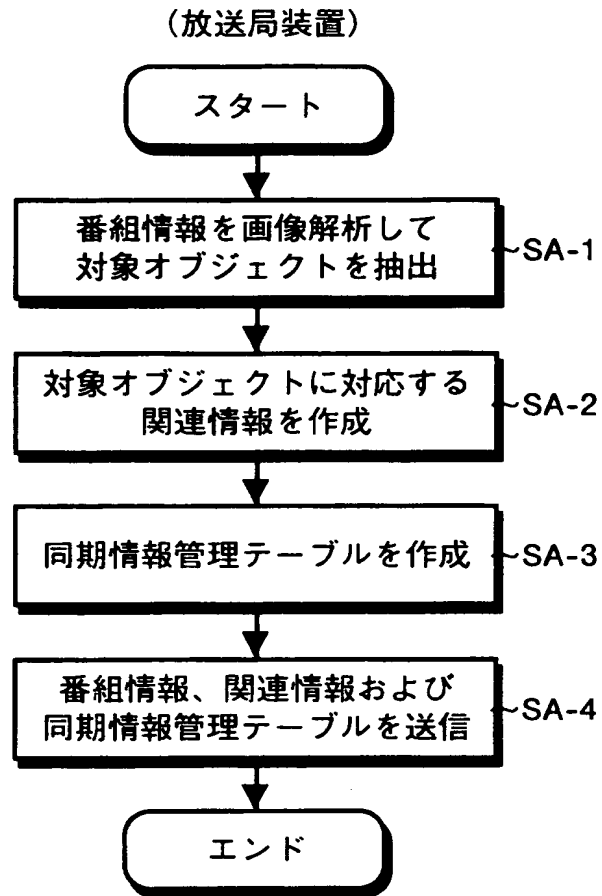 (放送局装置)
スタート
番組情報を画像解析して
対象オブジェクトを抽出
SA-1
対象オブジェクトに対応する
関連情報を作成
SA-2
同期情報管理テーブルを作成
SA-3
番組情報、関連情報および
同期情報管理テーブルを送信
SA-4
エンド